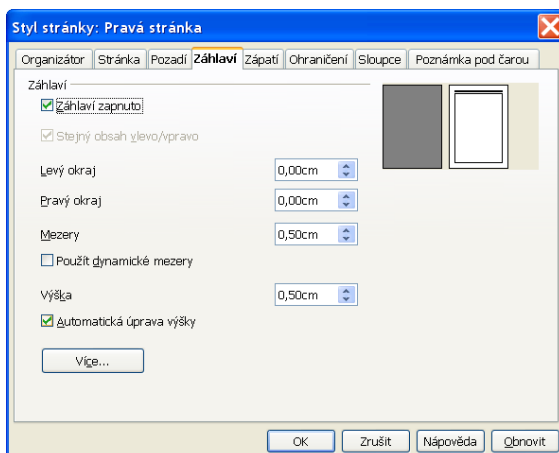 Styl stránky: Pravá stránka
Organizátor Stránka Pozadí Záhlaví Zápatí Ohraničení Sloupce Poznámka pod čarou
Záhlaví
Záhlaví zapnuto
Stejný obsah vlevo/vpravo
Levý okraj 0,00cm
Pravý okraj 0,00cm
Mezery 0,50cm
Použít dynamické mezery
Výška 0,50cm
Automatická úprava výšky
Více...
OK Zrušit Nápověda Obnovit